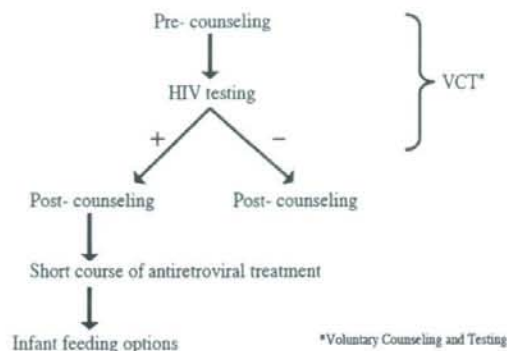 Pre- counseling
VCT*
HIV testing
+
−
Post- counseling
Post- counseling
Short course of antiretroviral treatment
Infant feeding options
*Voluntary Counseling and Testing